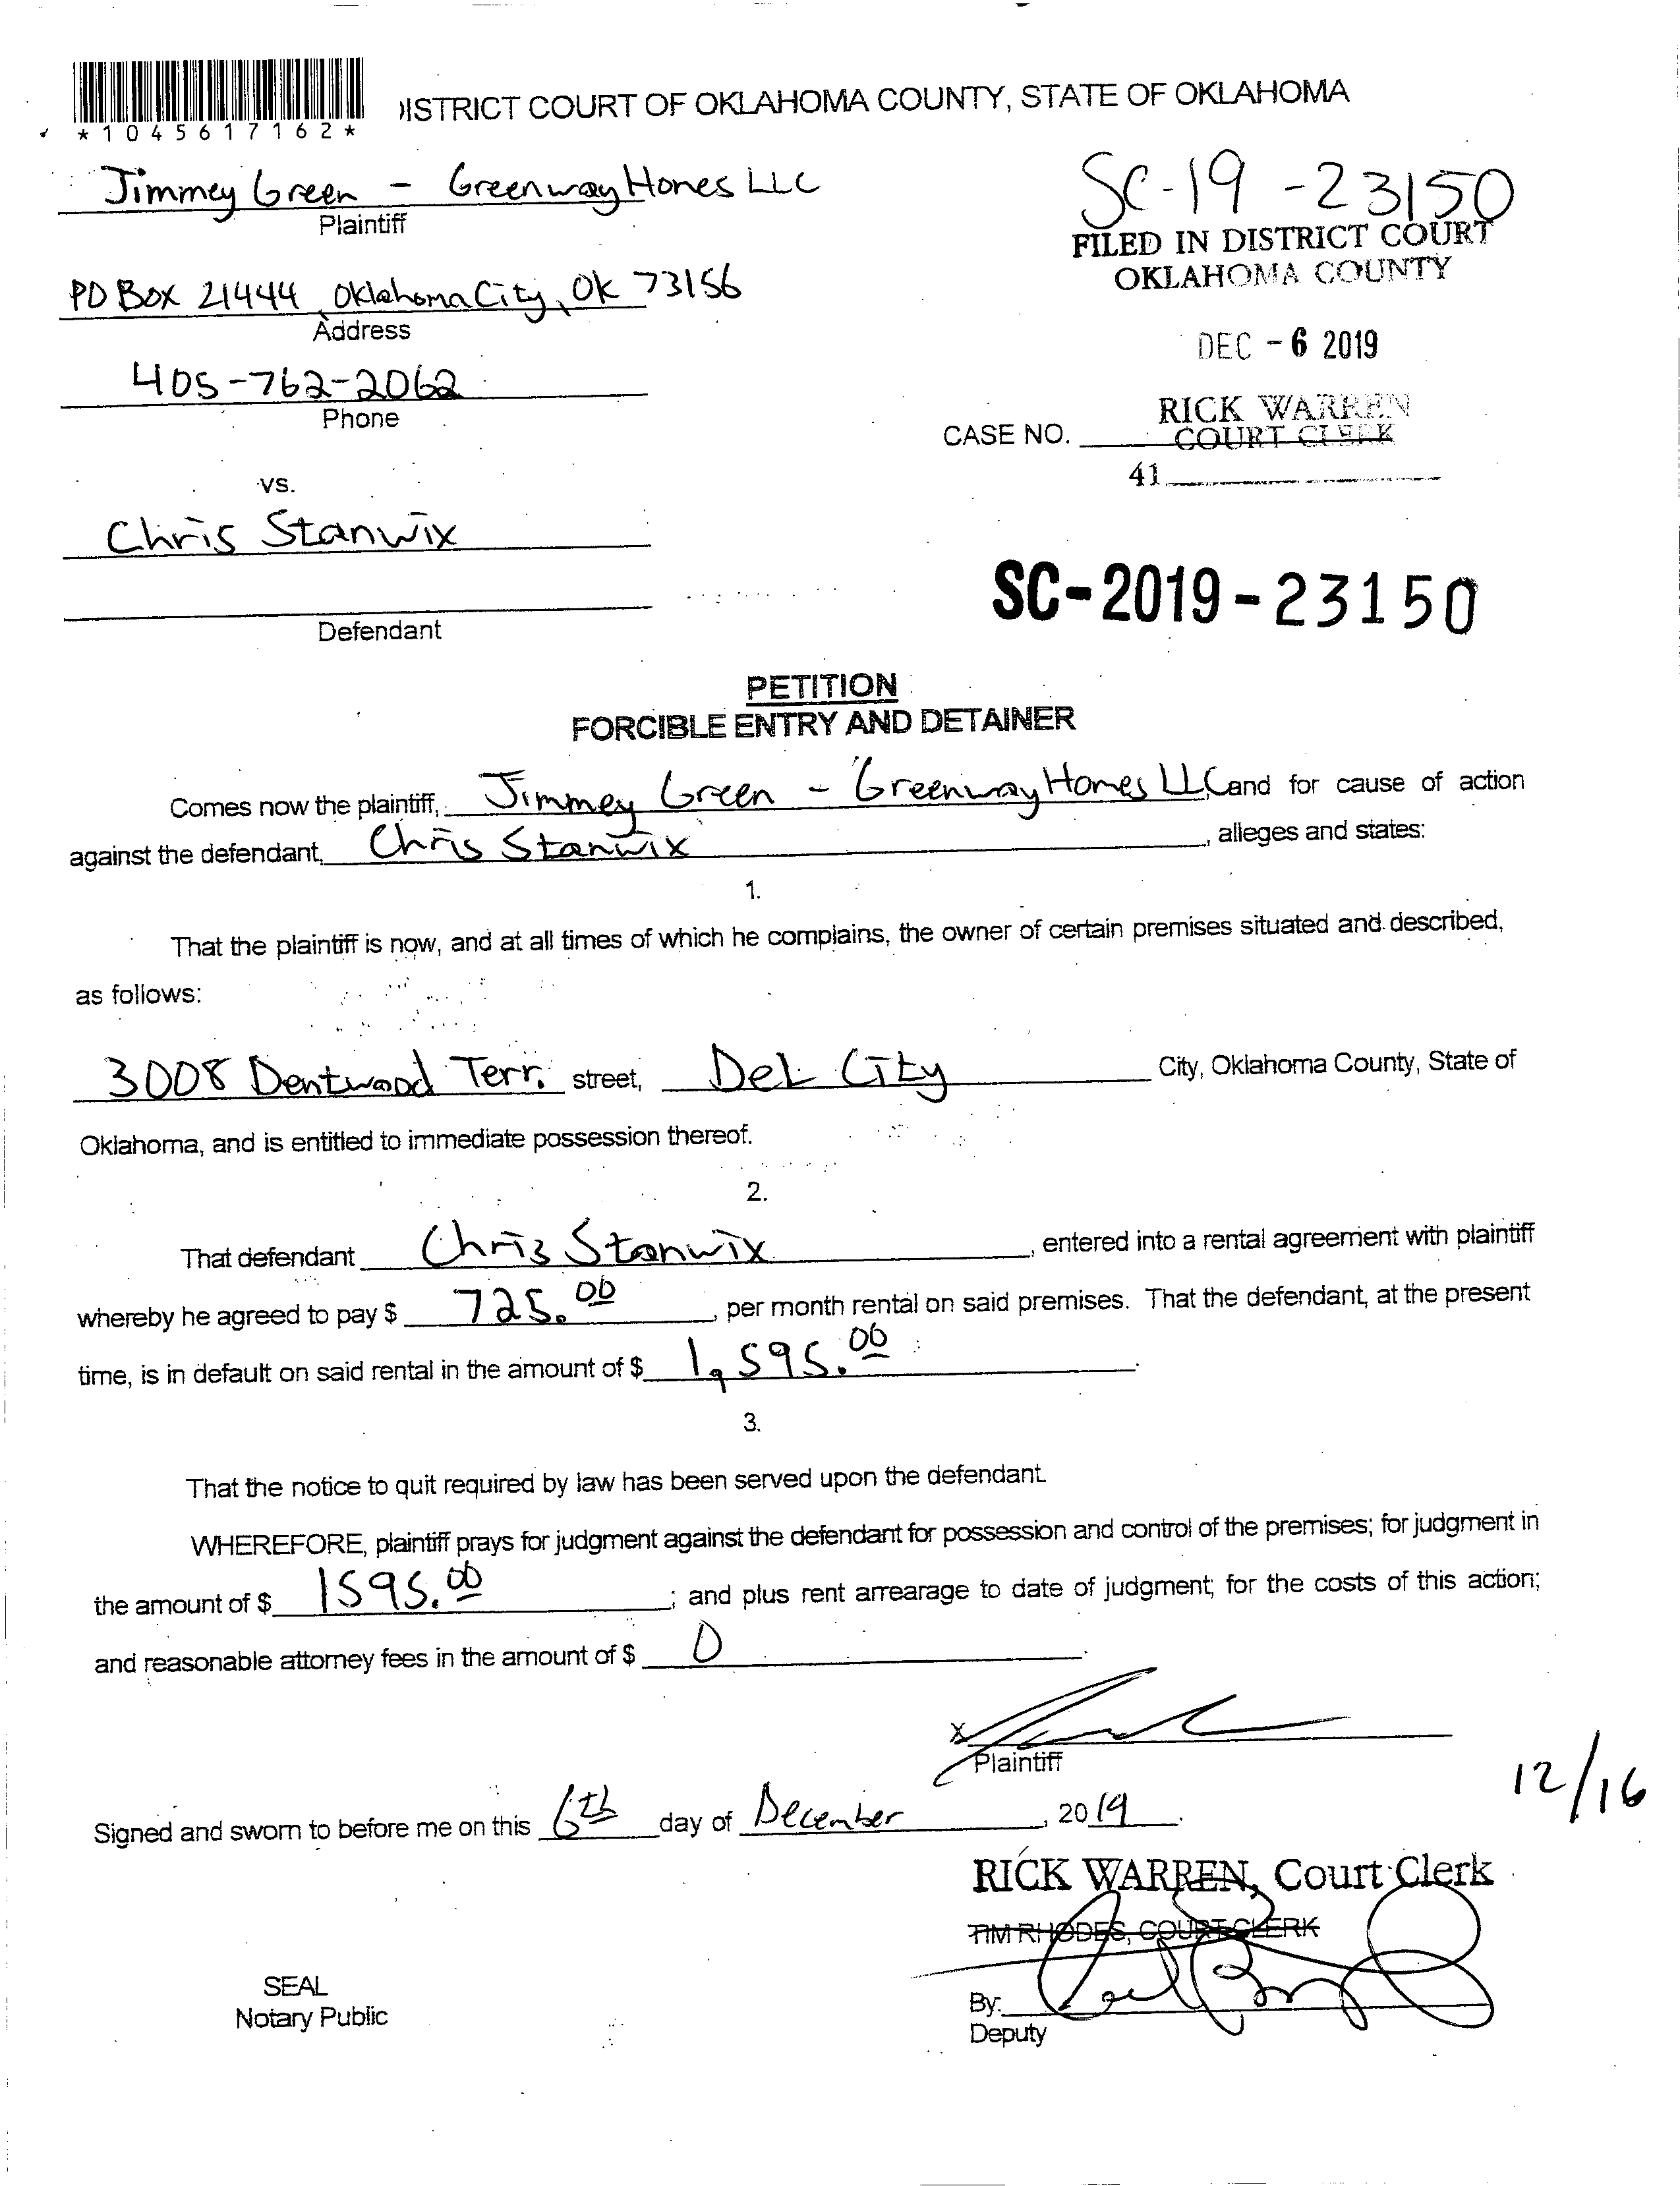 *1045617162*
DISTRICT COURT OF OKLAHOMA COUNTY, STATE OF OKLAHOMA
Jimmey Green - Greenway Homes LLC
Plaintiff
SC-19-23150
FILED IN DISTRICT COURT
OKLAHOMA COUNTY
PO Box 21444 Oklahoma City, OK 73156
Address
DEC - 6 2019
405-762-2062
Phone
RICK WARREN
CASE NO. COURT CLERK
41
vs.
Chris Stanwix
Defendant
SC-2019-23150
PETITION
FORCIBLE ENTRY AND DETAINER
Comes now the plaintiff, Jimmey Green - Greenway Homes LLC, and for cause of action
against the defendant, Chris Stanwix, alleges and states:
1.
That the plaintiff is now, and at all times of which he complains, the owner of certain premises situated and described,
as follows:
3008 Dentwood Terr. street, Del City City, Oklahoma County, State of
Oklahoma, and is entitled to immediate possession thereof.
2.
That defendant Chris Stanwix, entered into a rental agreement with plaintiff
whereby he agreed to pay $ 725.00, per month rental on said premises. That the defendant, at the present
time, is in default on said rental in the amount of $ 1,595.00.
3.
That the notice to quit required by law has been served upon the defendant.
WHEREFORE, plaintiff prays for judgment against the defendant for possession and control of the premises; for judgment in
the amount of $ 1595.00; and plus rent arrearage to date of judgment; for the costs of this action;
and reasonable attorney fees in the amount of $ 0.
X
Plaintiff
12/16
Signed and sworn to before me on this 6th day of December, 2019.
RICK WARREN, Court Clerk
TIM RHODES, COURT CLERK
SEAL
Notary Public
By:
Deputy